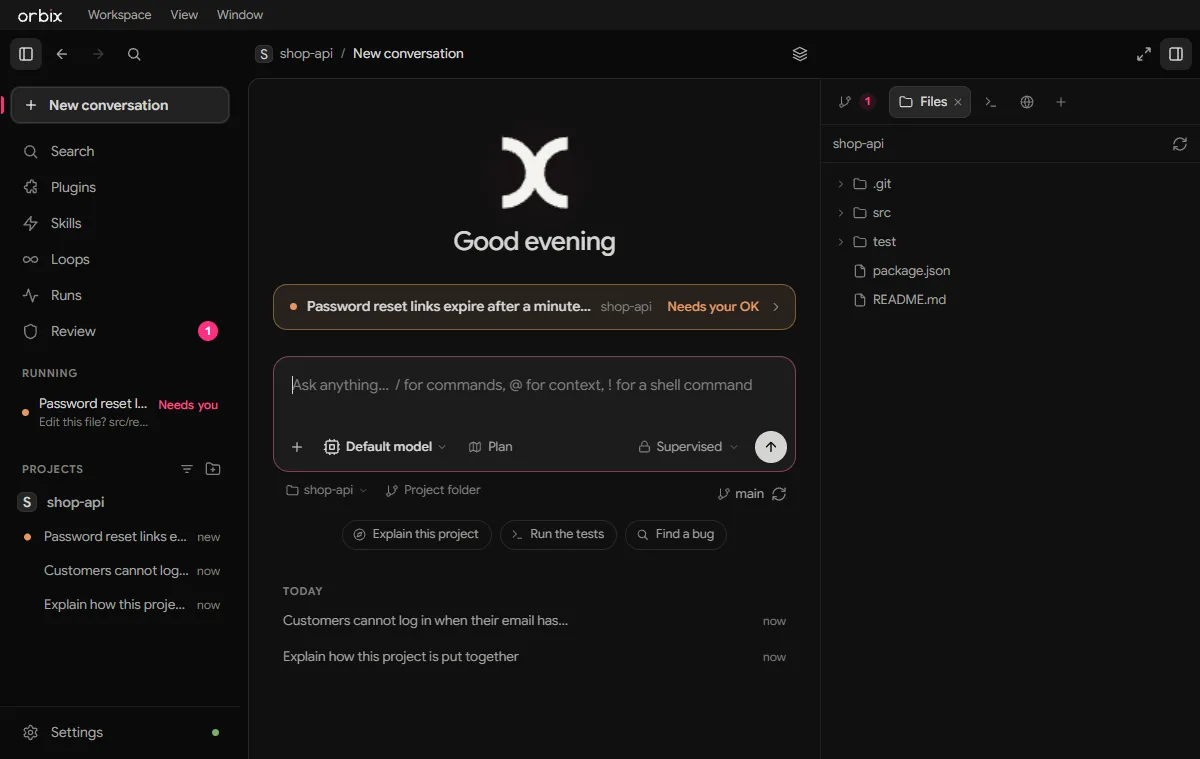 orbix Workspace View Window
S shop-api / New conversation
New conversation
Search
Plugins
Skills
Loops
Runs
Review 1
RUNNING
Password reset l... Needs you
Edit this file? src/re...
PROJECTS
S shop-api
Password reset links e... new
Customers cannot log... now
Explain how this proje... now
Settings
Good evening
Password reset links expire after a minute... shop-api Needs your OK
Ask anything... / for commands, @ for context, ! for a shell command
Default model Plan Supervised
shop-api Project folder main
Explain this project Run the tests Find a bug
TODAY
Customers cannot log in when their email has... now
Explain how this project is put together now
1 Files
shop-api
.git
src
test
package.json
README.md